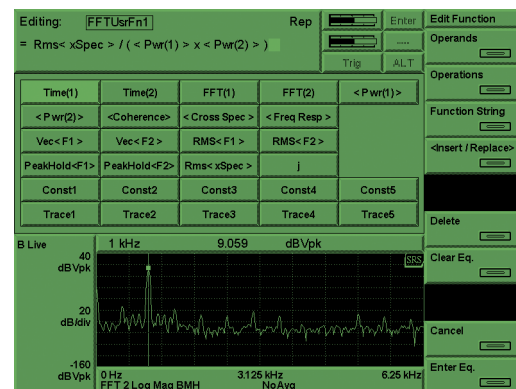 Editing: FFTUsrFn1 Rep
= Rms< xSpec > / ( < Pwr(1) > x < Pwr(2) > )
Enter
----
Trig ALT
Edit Function
Operands
Operations
Function String
<Insert / Replace>
Delete
Clear Eq.
Cancel
Enter Eq.
Time(1) Time(2) FFT(1) FFT(2) < Pwr(1) >
< Pwr(2) > <Coherence> < Cross Spec > < Freq Resp >
Vec< F1 > Vec< F2 > RMS< F1 > RMS< F2 >
PeakHold<F1> PeakHold<F2> Rms< xSpec > j
Const1 Const2 Const3 Const4 Const5
Trace1 Trace2 Trace3 Trace4 Trace5
B Live 1 kHz 9.059 dBVpk
40
dBVpk
SRS
20
dB/div
-160
dBVpk
0 Hz 3.125 kHz 6.25 kHz
FFT 2 Log Mag BMH NoAvg